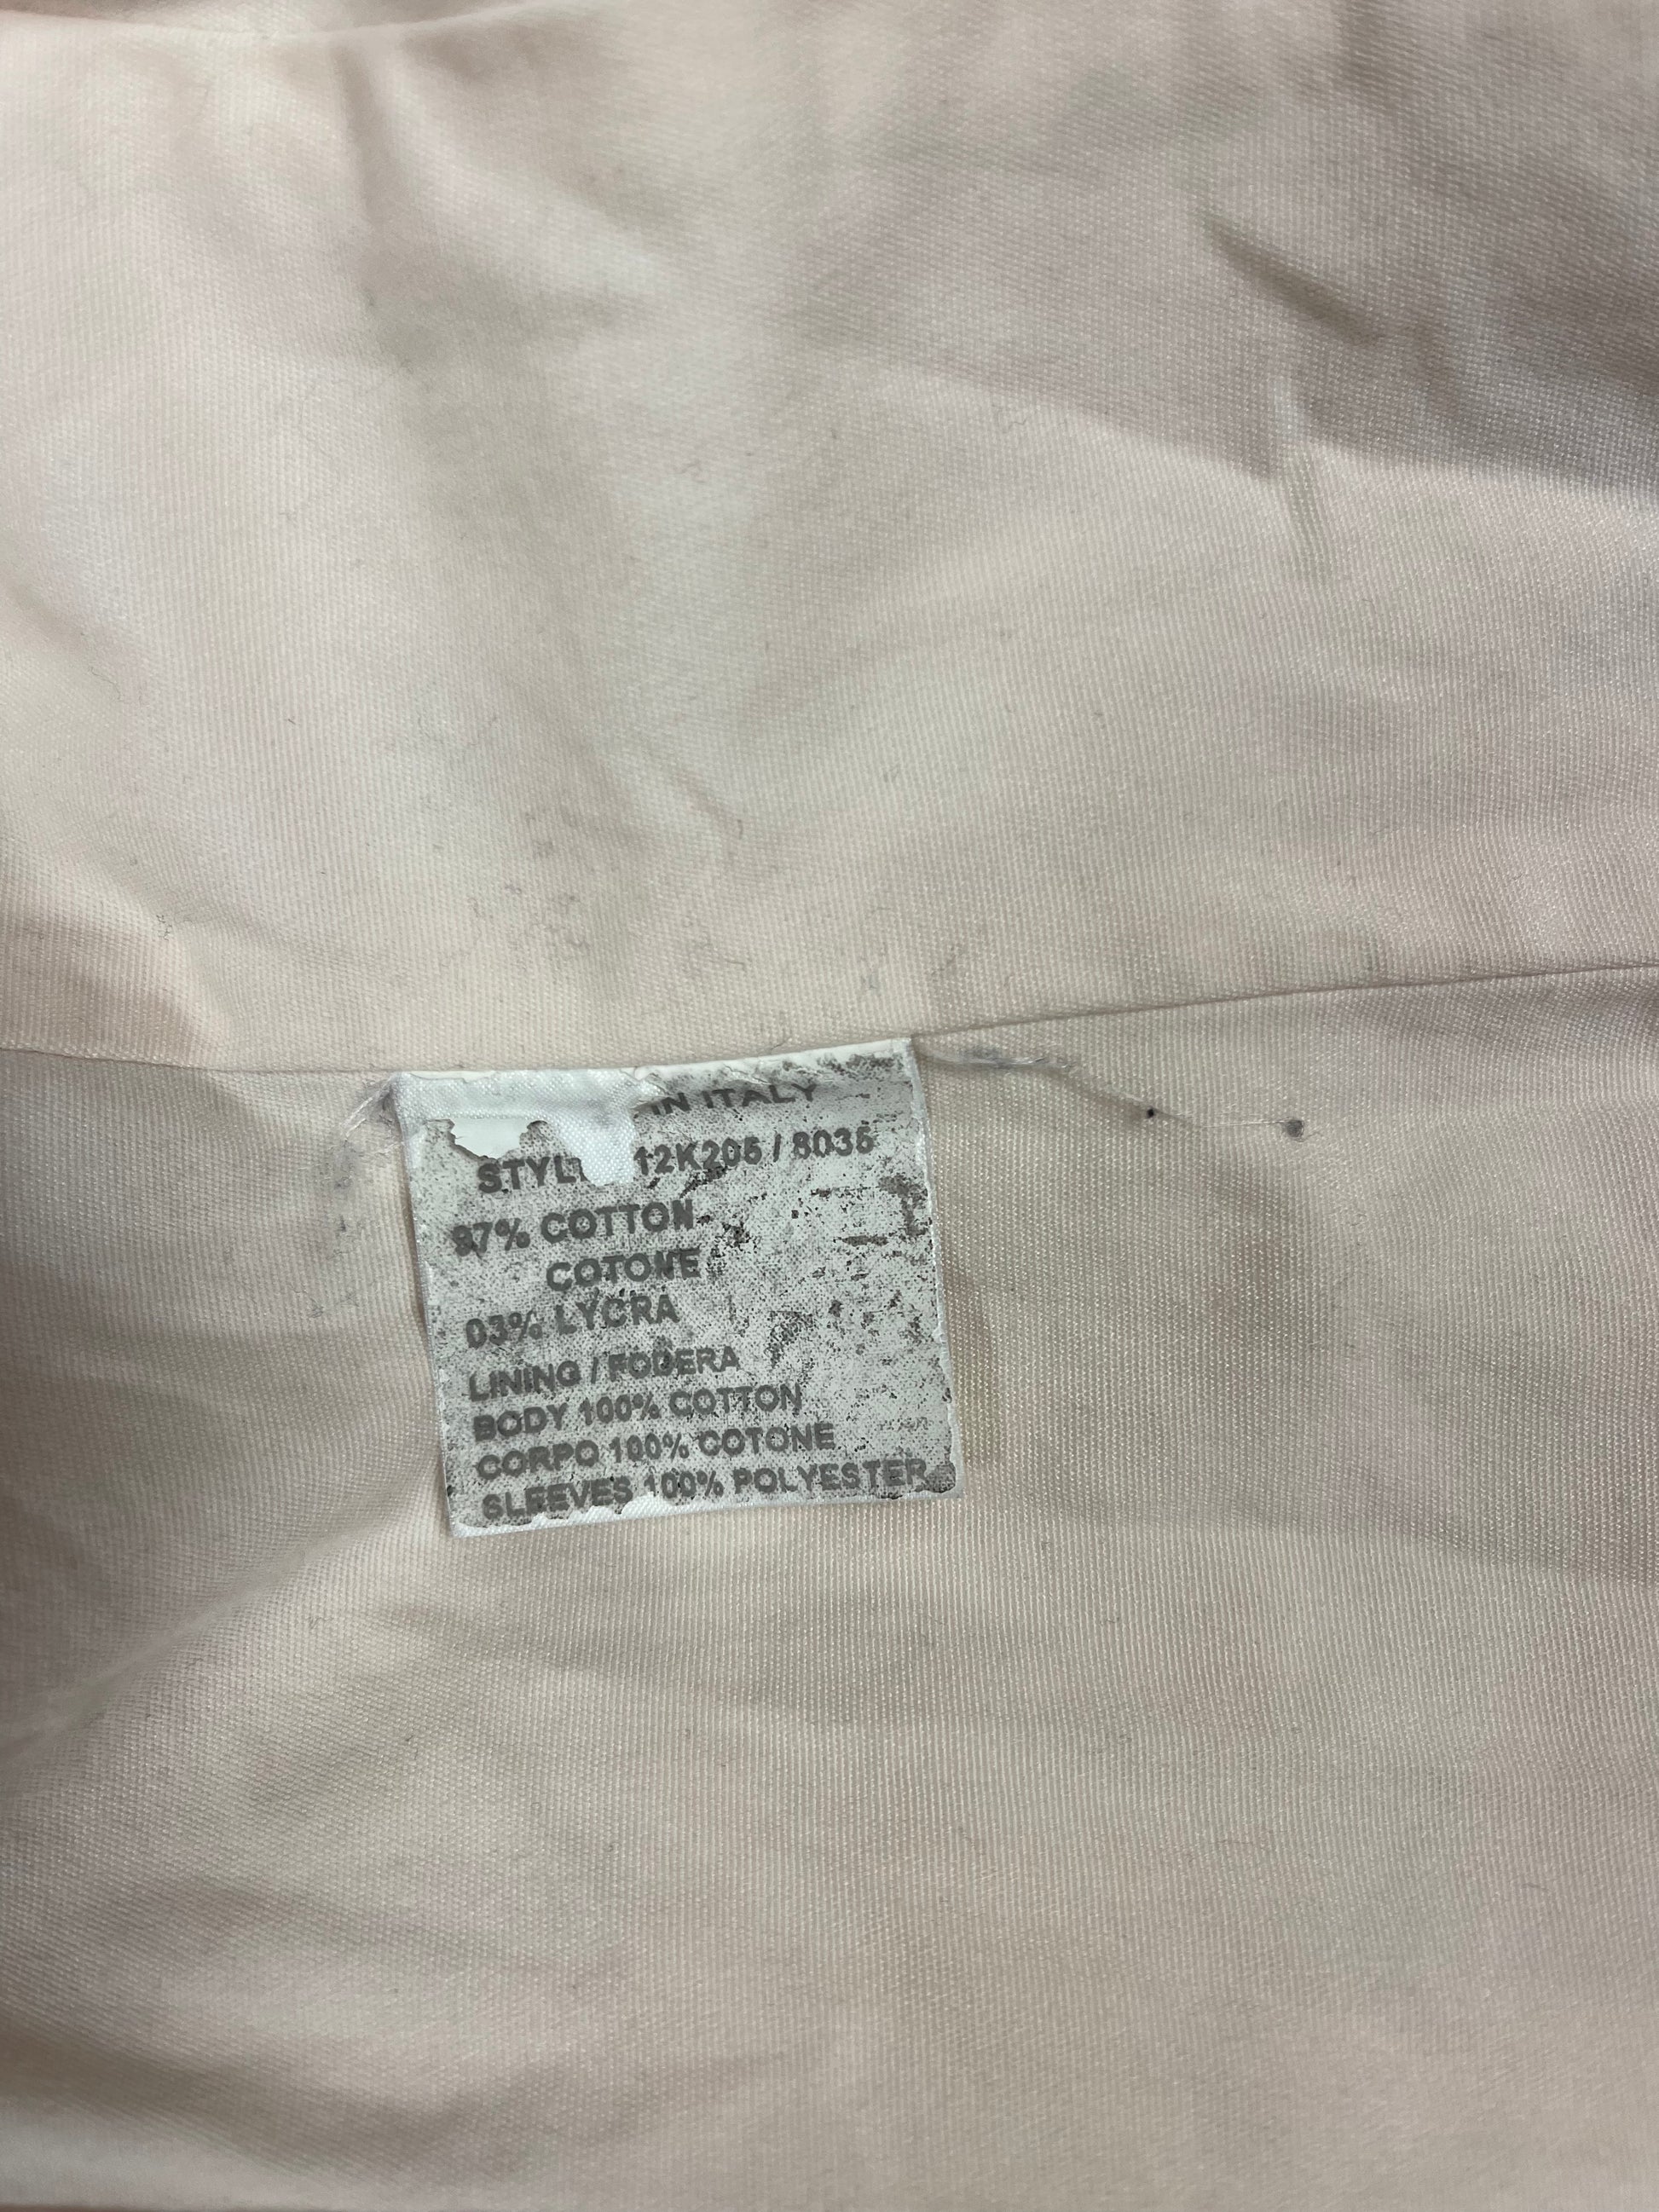 IN ITALY
STYL 12K205 / 8035
97% COTTON
COTONE
03% LYCRA
LINING / FODERA
BODY 100% COTTON
CORPO 100% COTONE
SLEEVES 100% POLYESTER